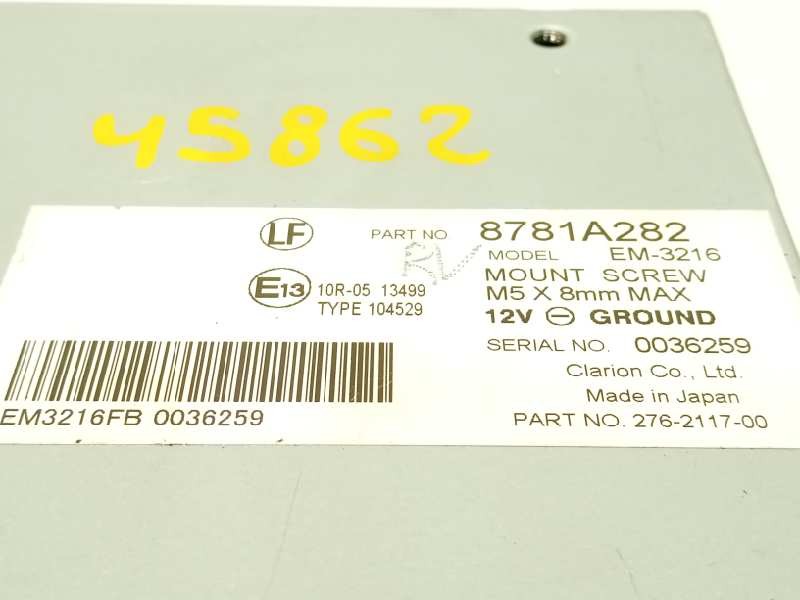 45862
LF PART NO. 8781A282
RV
MODEL EM-3216
MOUNT SCREW
E13 10R-05 13499
M5 X 8mm MAX
TYPE 104529
12V ⊖ GROUND
SERIAL NO. 0036259
Clarion Co., Ltd.
Made in Japan
EM3216FB 0036259
PART NO. 276-2117-00